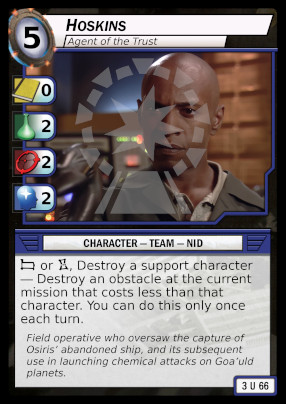 HOSKINS
5
Agent of the Trust
0
2
2
2
CHARACTER – TEAM – NID
or , Destroy a support character
— Destroy an obstacle at the current
mission that costs less than that
character. You can do this only once
each turn.
Field operative who oversaw the capture of
Osiris' abandoned ship, and its subsequent
use in launching chemical attacks on Goa'uld
planets.
3 U 66